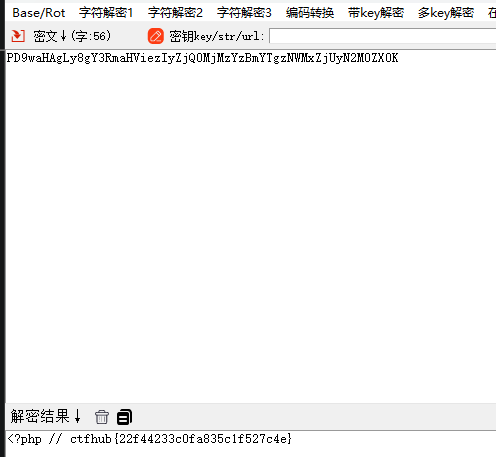 Base/Rot 字符解密1 字符解密2 字符解密3 编码转换 带key解密 多key解密
密文↓(字:56) 密钥key/str/url:
PD9waHAgLy8gY3RmaHViezIyZjQ0MjMzYzBmYTgzNWMxZjUyN2M0ZX0K
解密结果↓
<?php // ctfhub{22f44233c0fa835c1f527c4e}